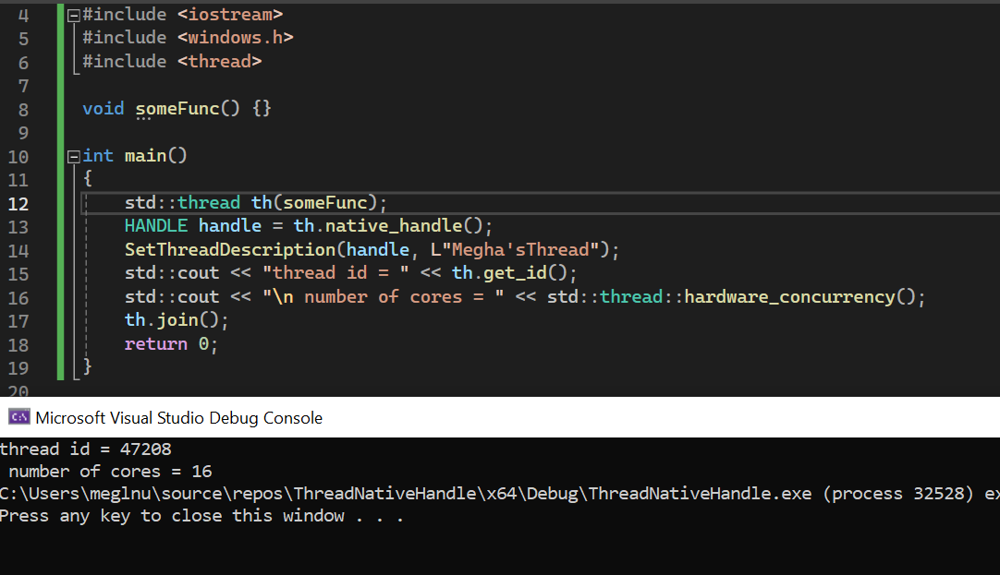 4 #include <iostream>
5 #include <windows.h>
6 #include <thread>
7
8 void someFunc() {}
9
10 int main()
11 {
12 std::thread th(someFunc);
13 HANDLE handle = th.native_handle();
14 SetThreadDescription(handle, L"Megha'sThread");
15 std::cout << "thread id = " << th.get_id();
16 std::cout << "\n number of cores = " << std::thread::hardware_concurrency();
17 th.join();
18 return 0;
19 }
20
C:\ Microsoft Visual Studio Debug Console
thread id = 47208
number of cores = 16
C:\Users\meglnu\source\repos\ThreadNativeHandle\x64\Debug\ThreadNativeHandle.exe (process 32528) ex
Press any key to close this window . . .